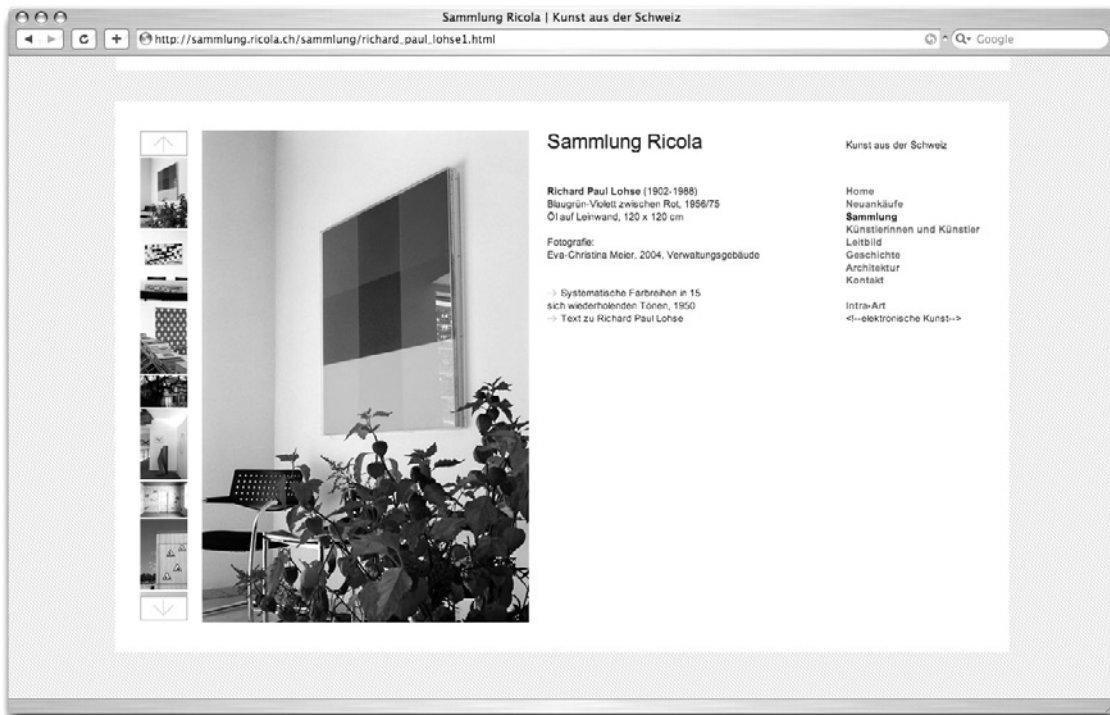 Sammlung Ricola | Kunst aus der Schweiz
http://sammlung.ricola.ch/sammlung/richard_paul_lohse1.html
Google
Sammlung Ricola
Kunst aus der Schweiz
Richard Paul Lohse (1902-1988)
Blaugrün-Violett zwischen Rot, 1956/75
Öl auf Leinwand, 120 x 120 cm
Fotografie:
Eva-Christina Meier, 2004, Verwaltungsgebäude
→ Systematische Farbreihen in 15
sich wiederholenden Tönen, 1950
→ Text zu Richard Paul Lohse
Home
Neuankäufe
Sammlung
Künstlerinnen und Künstler
Leitbild
Geschichte
Architektur
Kontakt
Intra-Art
<!--elektronische Kunst-->